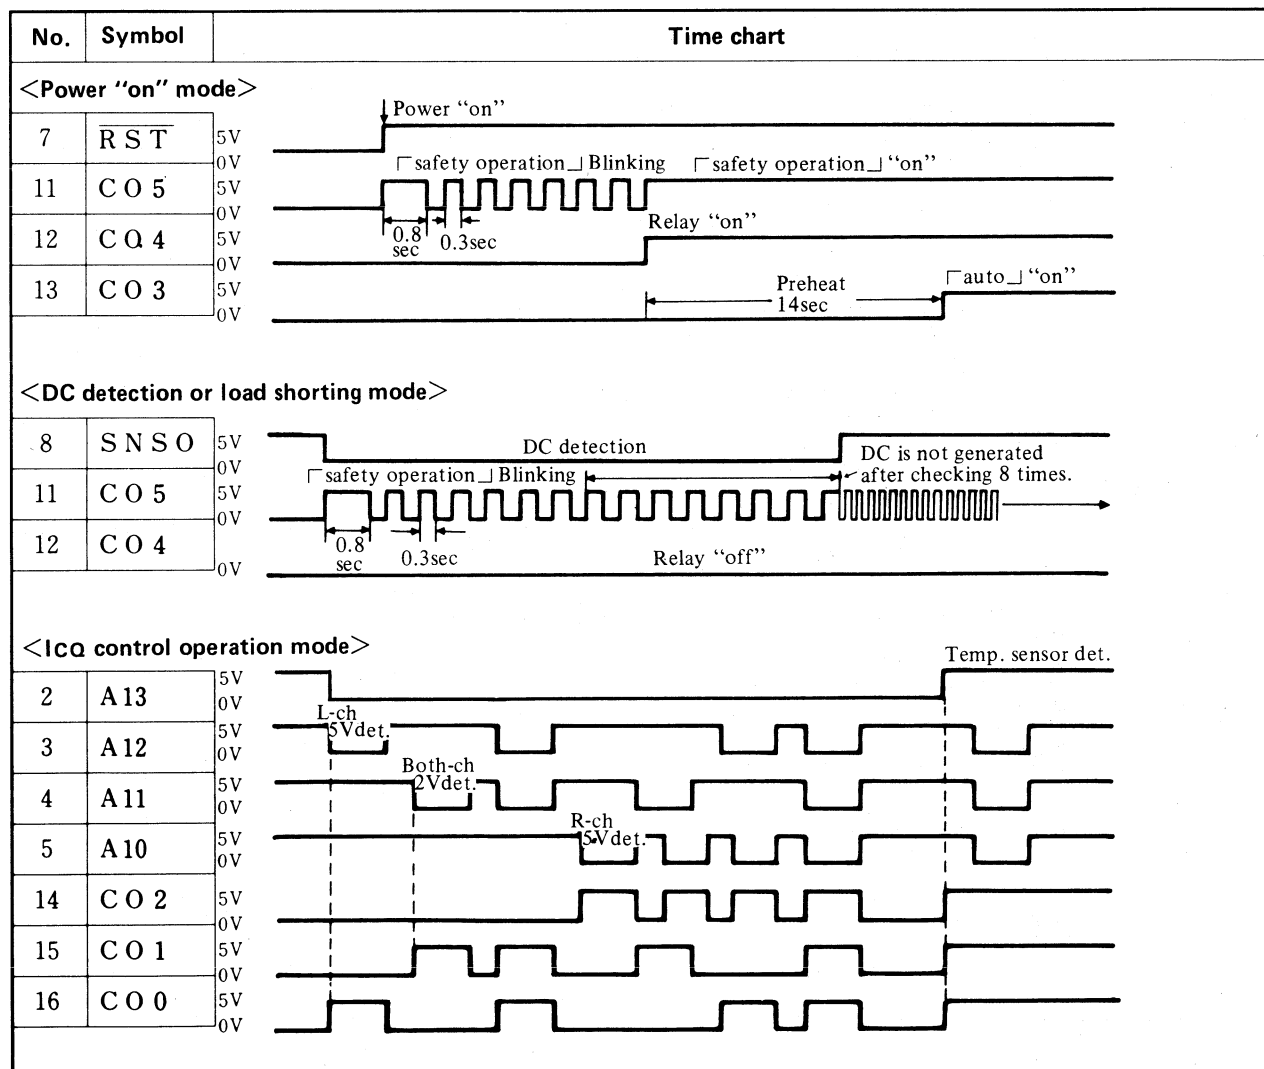 No. Symbol Time chart
<Power “on” mode>
Power “on”
7 RST 5V
0V
「safety operation」 Blinking 「safety operation」 “on”
11 CO5 5V
0V
0.8 sec 0.3sec
Relay “on”
12 CO4 5V
0V
Preheat 14sec
「auto」 “on”
13 CO3 5V
0V
<DC detection or load shorting mode>
8 SNSO 5V
0V
DC detection
DC is not generated
after checking 8 times.
「safety operation」 Blinking
11 CO5 5V
0V
0.8 sec 0.3sec
12 CO4
0V
Relay “off”
<ICQ control operation mode>
Temp. sensor det.
2 A13 5V
0V
L-ch
5Vdet.
3 A12 5V
0V
Both-ch
2Vdet.
4 A11 5V
0V
R-ch
5Vdet.
5 A10 5V
0V
14 CO2 5V
0V
15 CO1 5V
0V
16 CO0 5V
0V